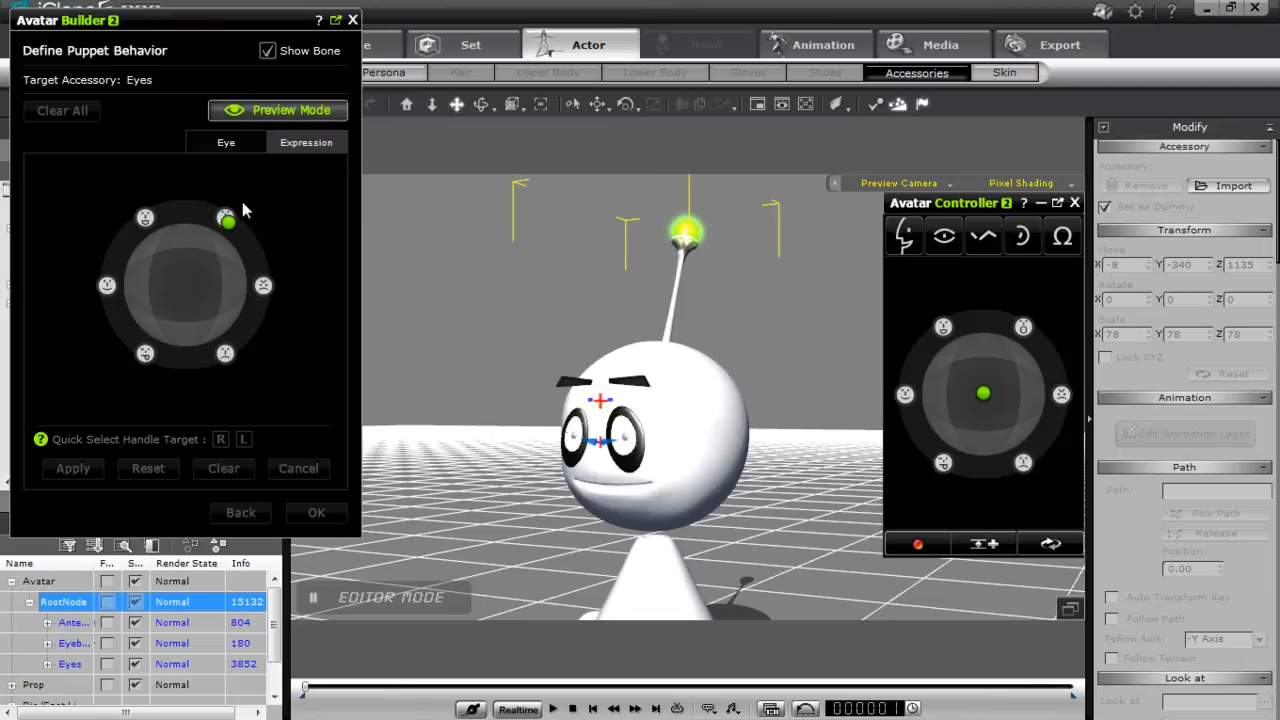 Avatar Builder 2 ?
Define Puppet Behavior Show Bone
Target Accessory: Eyes
Clear All Preview Mode
Eye Expression
Quick Select Handle Target : R L
Apply Reset Clear Cancel
Back OK
Set Actor Head Animation Media Export
Persona Hair Upper Body Lower Body Gloves Shoes Accessories Skin
Preview Camera Pixel Shading
Avatar Controller 2 ?
EDITOR MODE
Name F... S... Render State Info
Avatar Normal
RootNode Normal 15132
Ante... Normal 804
Eyeb... Normal 180
Eyes Normal 3852
Prop Normal
Realtime 00000 1
Modify
Accessory
Accessory:
Remove Import
Set as Dummy
Transform
Move
X -8 Y -340 Z 1135
Rotate
X 0 Y 0 Z 0
Scale
X 78 Y 78 Z 78
Lock XYZ
Reset
Animation
Edit Animation Layer
Path
Path:
Pick Path
Release
Position:
0.00
Auto Transform Key
Follow Path
Follow Axis: -Y Axis
Follow Terrain
Look at
Look at: